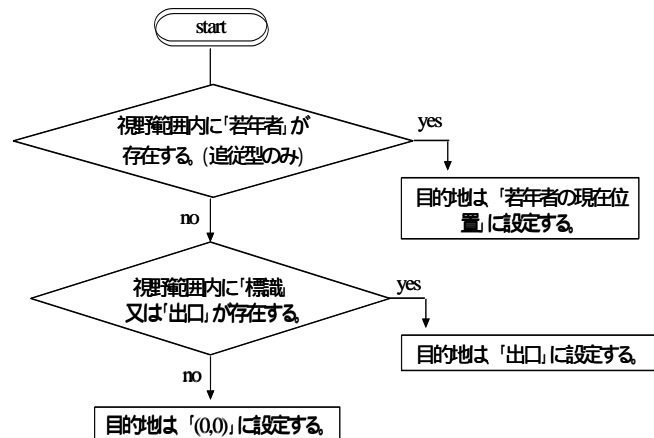 start
視野範囲内に「若年者」が
存在する。(追従型のみ)
yes
目的地は、「若年者の現在位
置」に設定する。
no
視野範囲内に「標識」
又は「出口」が存在する。
yes
目的地は、「出口」に設定する。
no
目的地は、「(0,0)」に設定する。